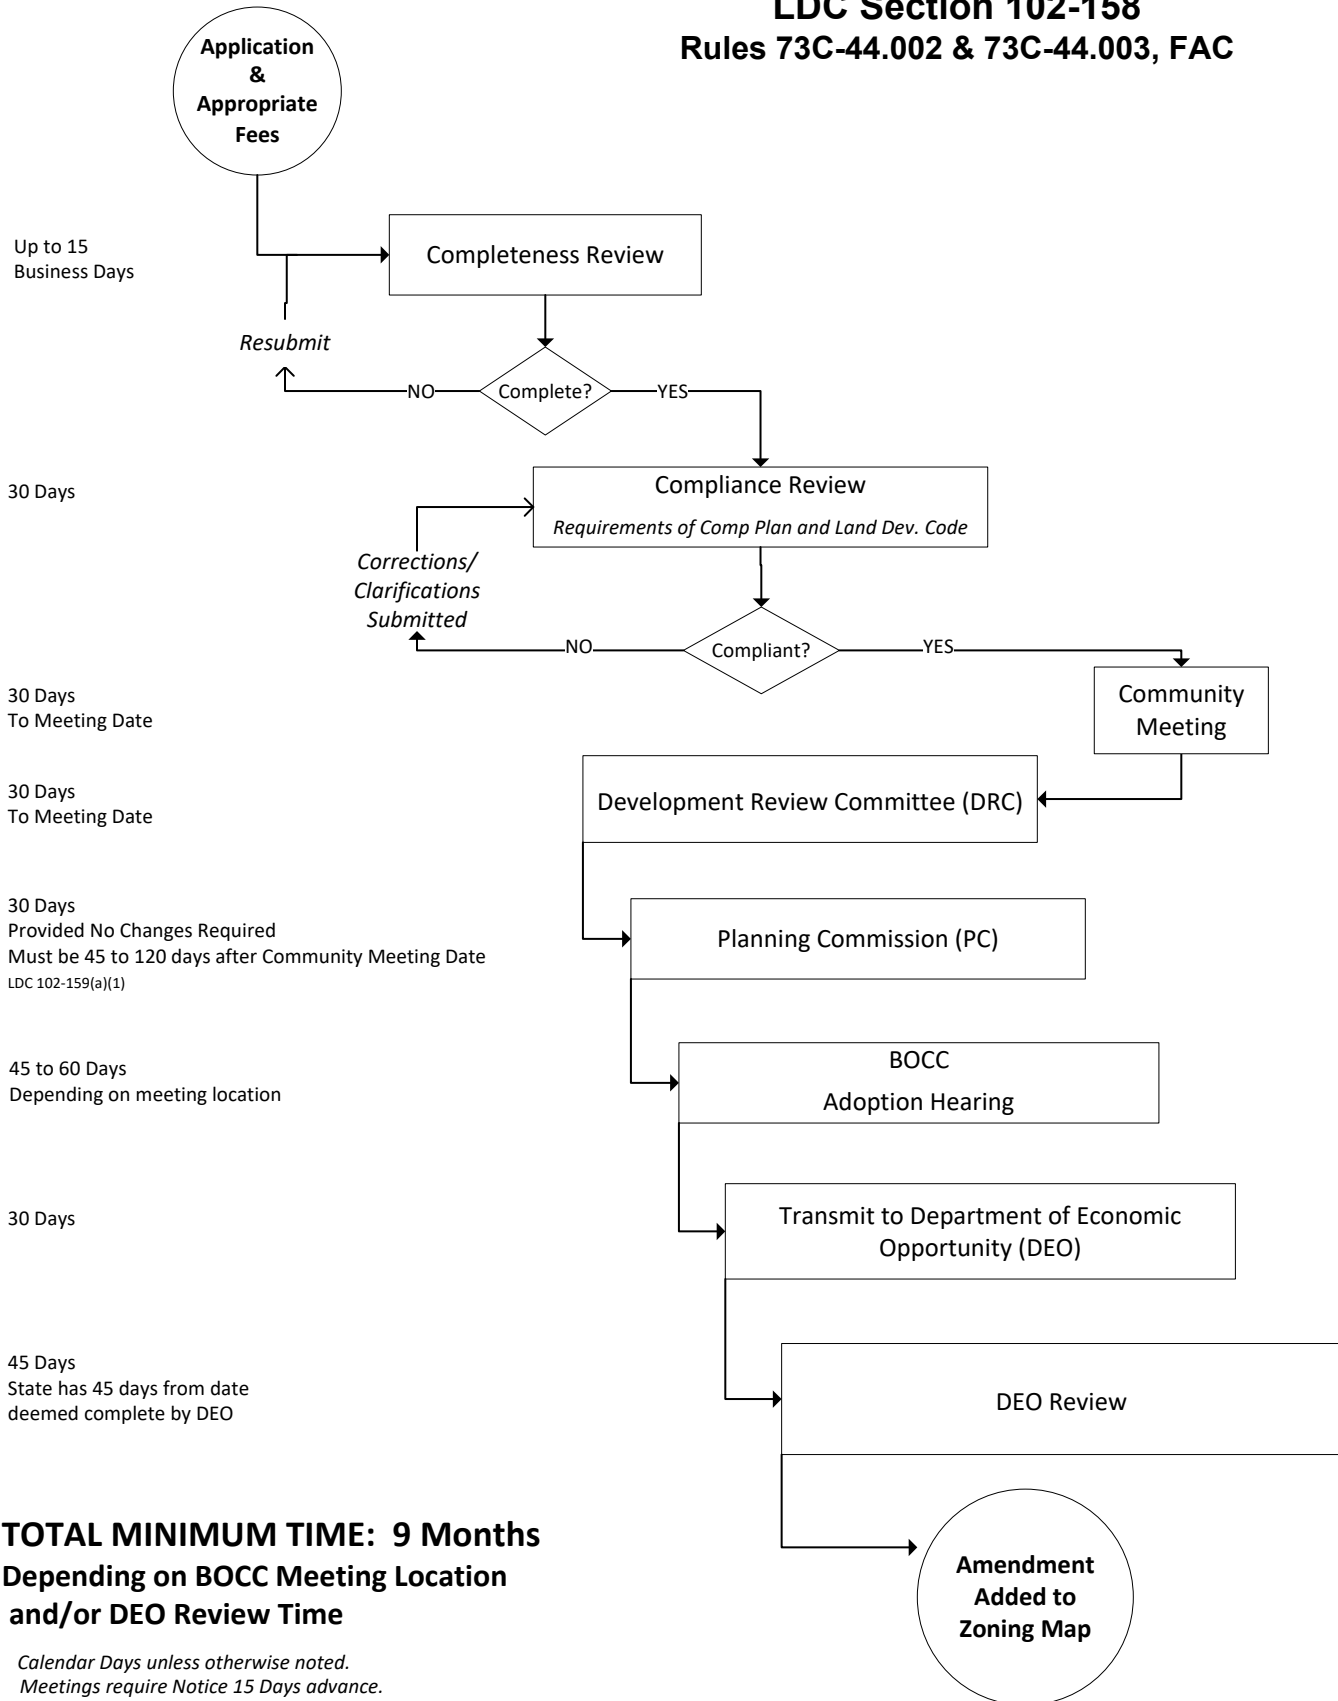 LDC Section 102-158
Rules 73C-44.002 & 73C-44.003, FAC
Application
&
Appropriate
Fees
Up to 15
Business Days
Completeness Review
Resubmit
NO
Complete?
YES
30 Days
Compliance Review
Requirements of Comp Plan and Land Dev. Code
Corrections/
Clarifications
Submitted
NO
Compliant?
YES
30 Days
To Meeting Date
Community
Meeting
30 Days
To Meeting Date
Development Review Committee (DRC)
30 Days
Provided No Changes Required
Must be 45 to 120 days after Community Meeting Date
LDC 102-159(a)(1)
Planning Commission (PC)
45 to 60 Days
Depending on meeting location
BOCC
Adoption Hearing
30 Days
Transmit to Department of Economic
Opportunity (DEO)
45 Days
State has 45 days from date
deemed complete by DEO
DEO Review
TOTAL MINIMUM TIME:  9 Months
Depending on BOCC Meeting Location
and/or DEO Review Time
Amendment
Added to
Zoning Map
Calendar Days unless otherwise noted.
Meetings require Notice 15 Days advance.